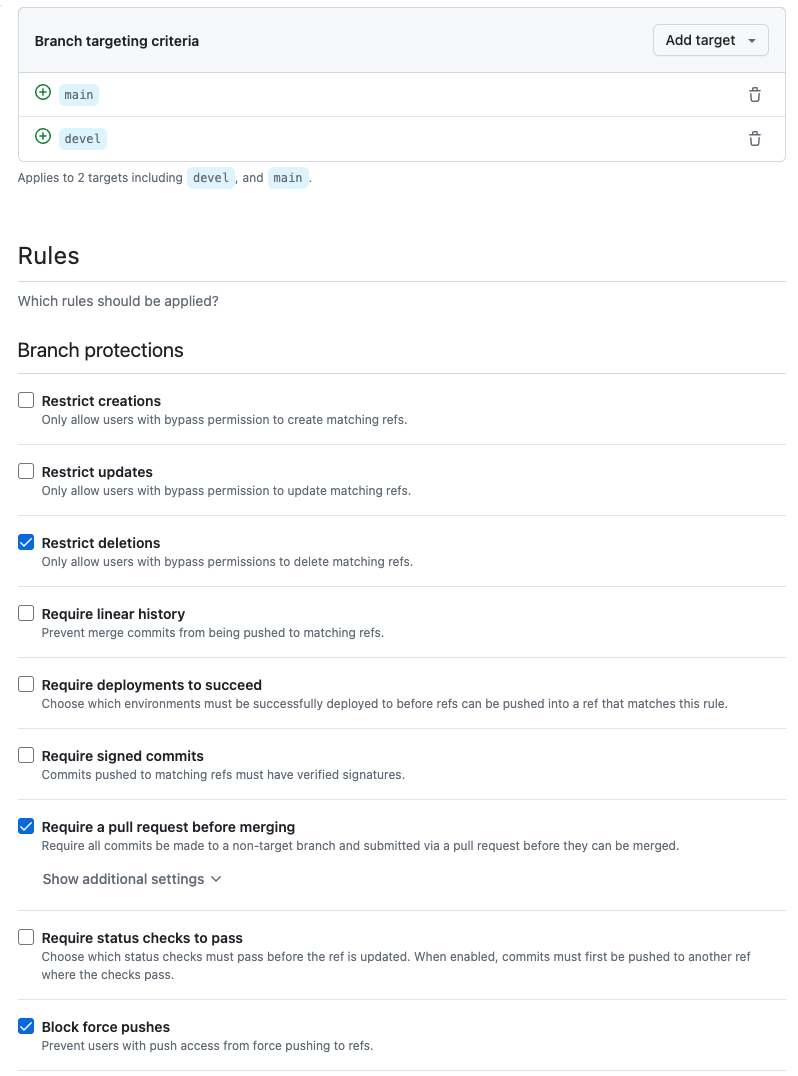 Branch targeting criteria
Add target
main
devel
Applies to 2 targets including devel, and main.
Rules
Which rules should be applied?
Branch protections
Restrict creations
Only allow users with bypass permission to create matching refs.
Restrict updates
Only allow users with bypass permission to update matching refs.
Restrict deletions
Only allow users with bypass permissions to delete matching refs.
Require linear history
Prevent merge commits from being pushed to matching refs.
Require deployments to succeed
Choose which environments must be successfully deployed to before refs can be pushed into a ref that matches this rule.
Require signed commits
Commits pushed to matching refs must have verified signatures.
Require a pull request before merging
Require all commits be made to a non-target branch and submitted via a pull request before they can be merged.
Show additional settings
Require status checks to pass
Choose which status checks must pass before the ref is updated. When enabled, commits must first be pushed to another ref
where the checks pass.
Block force pushes
Prevent users with push access from force pushing to refs.